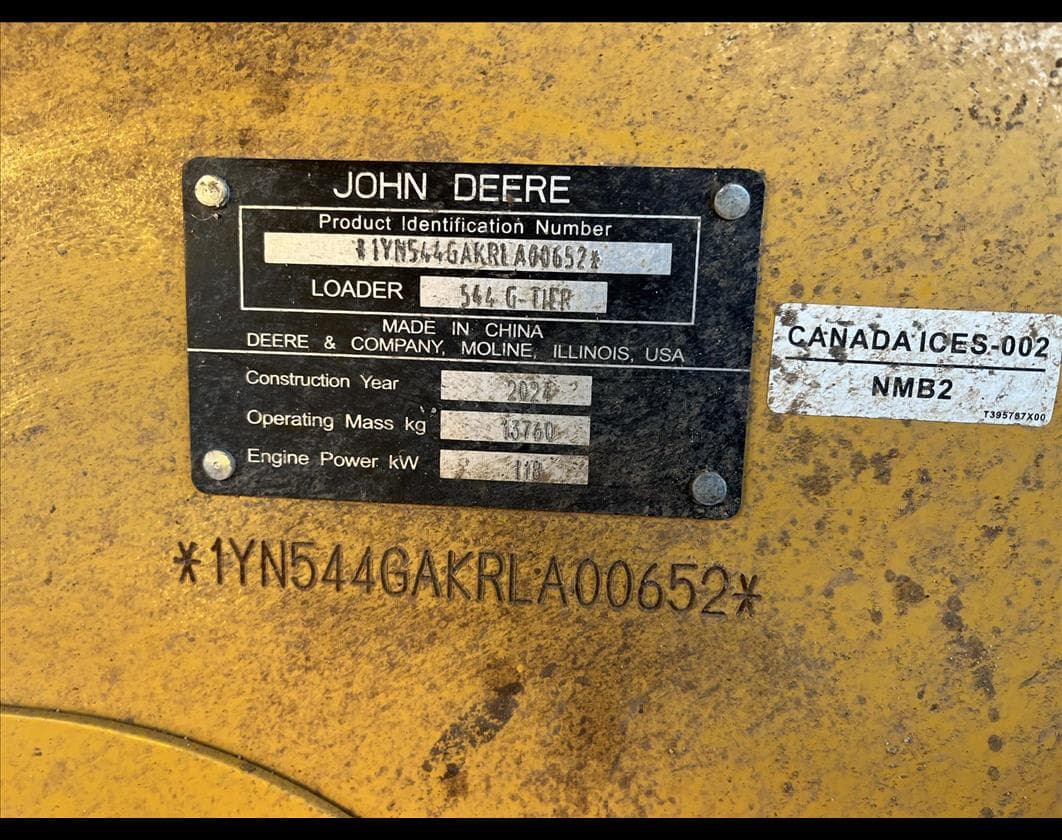 JOHN DEERE
Product Identification Number
*1YN544GAKRLA00652*
LOADER 544 G-TIER
MADE IN CHINA
DEERE & COMPANY, MOLINE, ILLINOIS, USA
Construction Year 2024
Operating Mass kg 13760
Engine Power kW 118
CANADA ICES-002
NMB2
T395787X00
*1YN544GAKRLA00652*